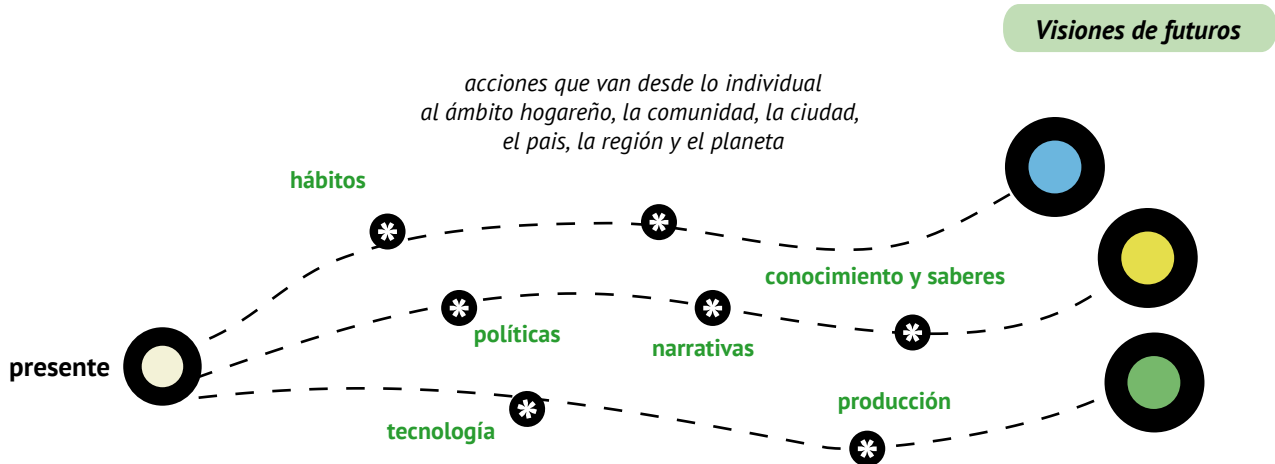 Visiones de futuros
acciones que van desde lo individual
al ámbito hogareño, la comunidad, la ciudad,
el pais, la región y el planeta
hábitos
conocimiento y saberes
políticas
narrativas
presente
producción
tecnología